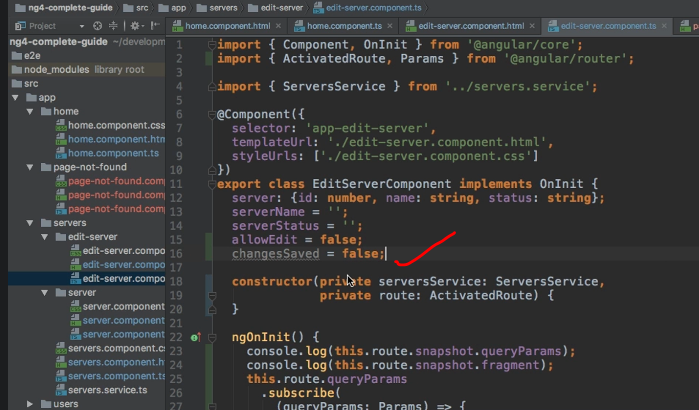 ng4-complete-guide src app servers edit-server edit-server.component.ts
Project
home.component.html home.component.ts edit-server.component.html edit-server.component.ts
ng4-complete-guide ~/developm
e2e
node_modules library root
src
app
home
home.component.css
home.component.htm
home.component.ts
page-not-found
page-not-found.com
page-not-found.com
page-not-found.com
servers
edit-server
edit-server.compo
edit-server.compo
edit-server.compo
server
server.component
server.component
server.component
servers.component.cs
servers.component.h
servers.component.ts
servers.service.ts
users
1 import { Component, OnInit } from '@angular/core';
2 import { ActivatedRoute, Params } from '@angular/router';
3
4 import { ServersService } from '../servers.service';
5
6 @Component({
7 selector: 'app-edit-server',
8 templateUrl: './edit-server.component.html',
9 styleUrls: ['./edit-server.component.css']
10 })
11 export class EditServerComponent implements OnInit {
12 server: {id: number, name: string, status: string};
13 serverName = '';
14 serverStatus = '';
15 allowEdit = false;
16 changesSaved = false;
17
18 constructor(private serversService: ServersService,
19 private route: ActivatedRoute) {
20 }
21
22 ngOnInit() {
23 console.log(this.route.snapshot.queryParams);
24 console.log(this.route.snapshot.fragment);
25 this.route.queryParams
26 .subscribe(
27 (queryParams: Params) => {